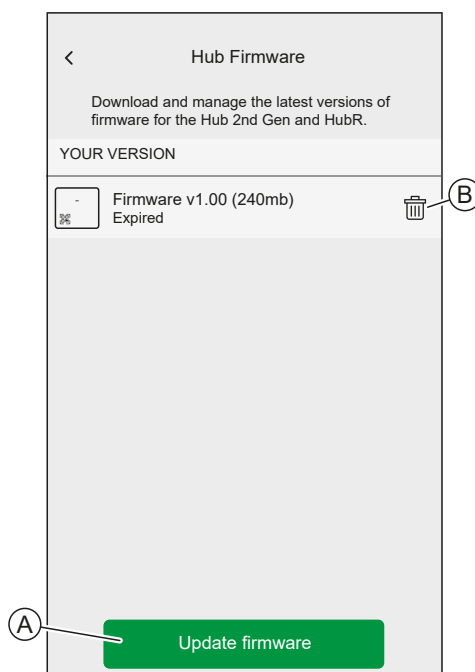 Hub Firmware
Download and manage the latest versions of
firmware for the Hub 2nd Gen and HubR.
YOUR VERSION
Firmware v1.00 (240mb)
Expired
B
A
Update firmware